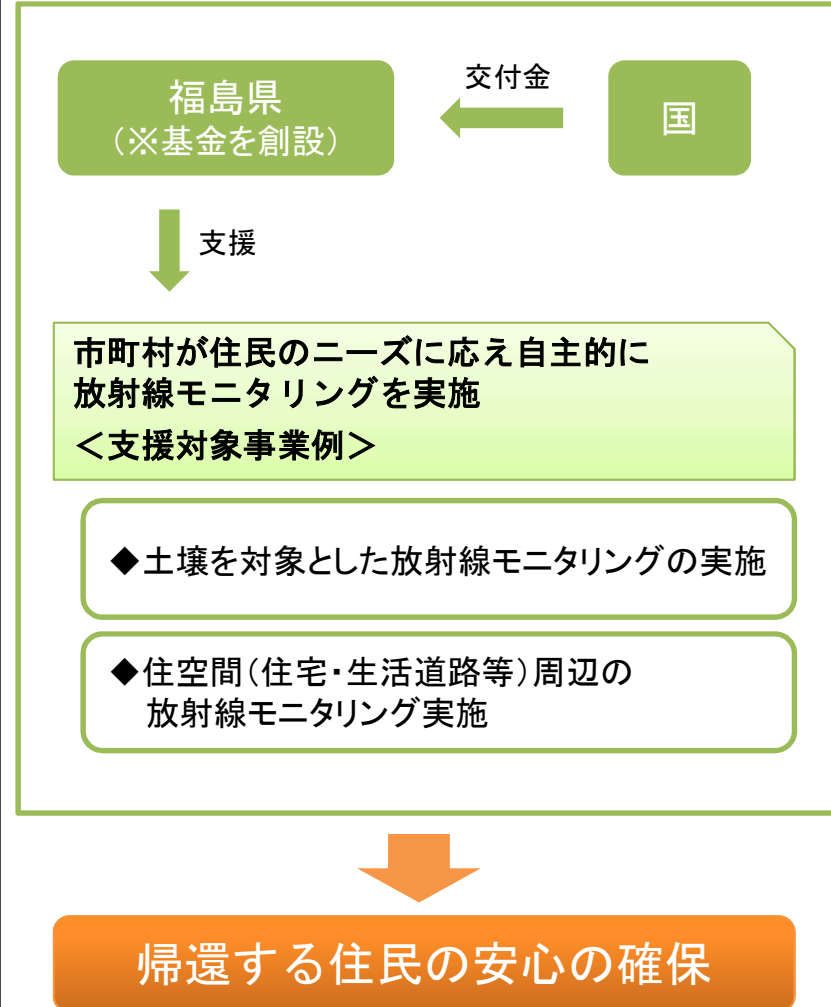 福島県
(※基金を創設)
交付金
国
支援
市町村が住民のニーズに応え自主的に
放射線モニタリングを実施
＜支援対象事業例＞
◆土壌を対象とした放射線モニタリングの実施
◆住空間(住宅・生活道路等)周辺の
放射線モニタリング実施
帰還する住民の安心の確保